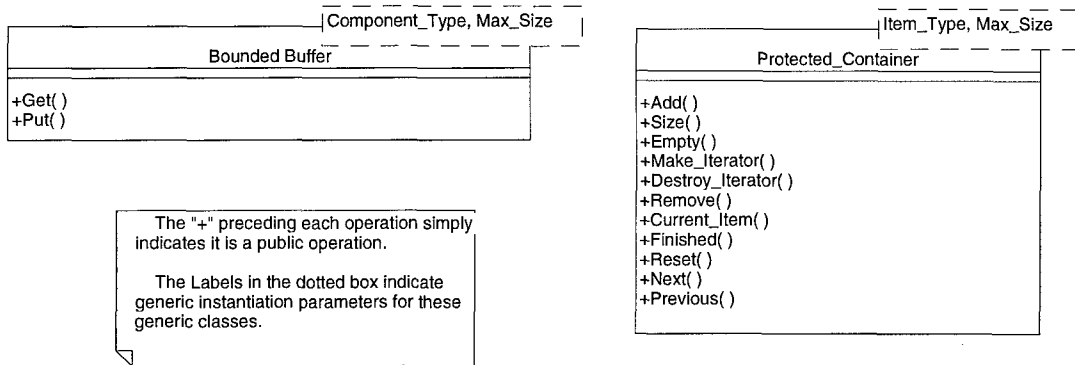 Component_Type, Max_Size
Bounded Buffer
+Get( )
+Put( )
The "+" preceding each operation simply
indicates it is a public operation.
The Labels in the dotted box indicate
generic instantiation parameters for these
generic classes.
Item_Type, Max_Size
Protected_Container
+Add( )
+Size( )
+Empty( )
+Make_Iterator( )
+Destroy_Iterator( )
+Remove( )
+Current_Item( )
+Finished( )
+Reset( )
+Next( )
+Previous( )